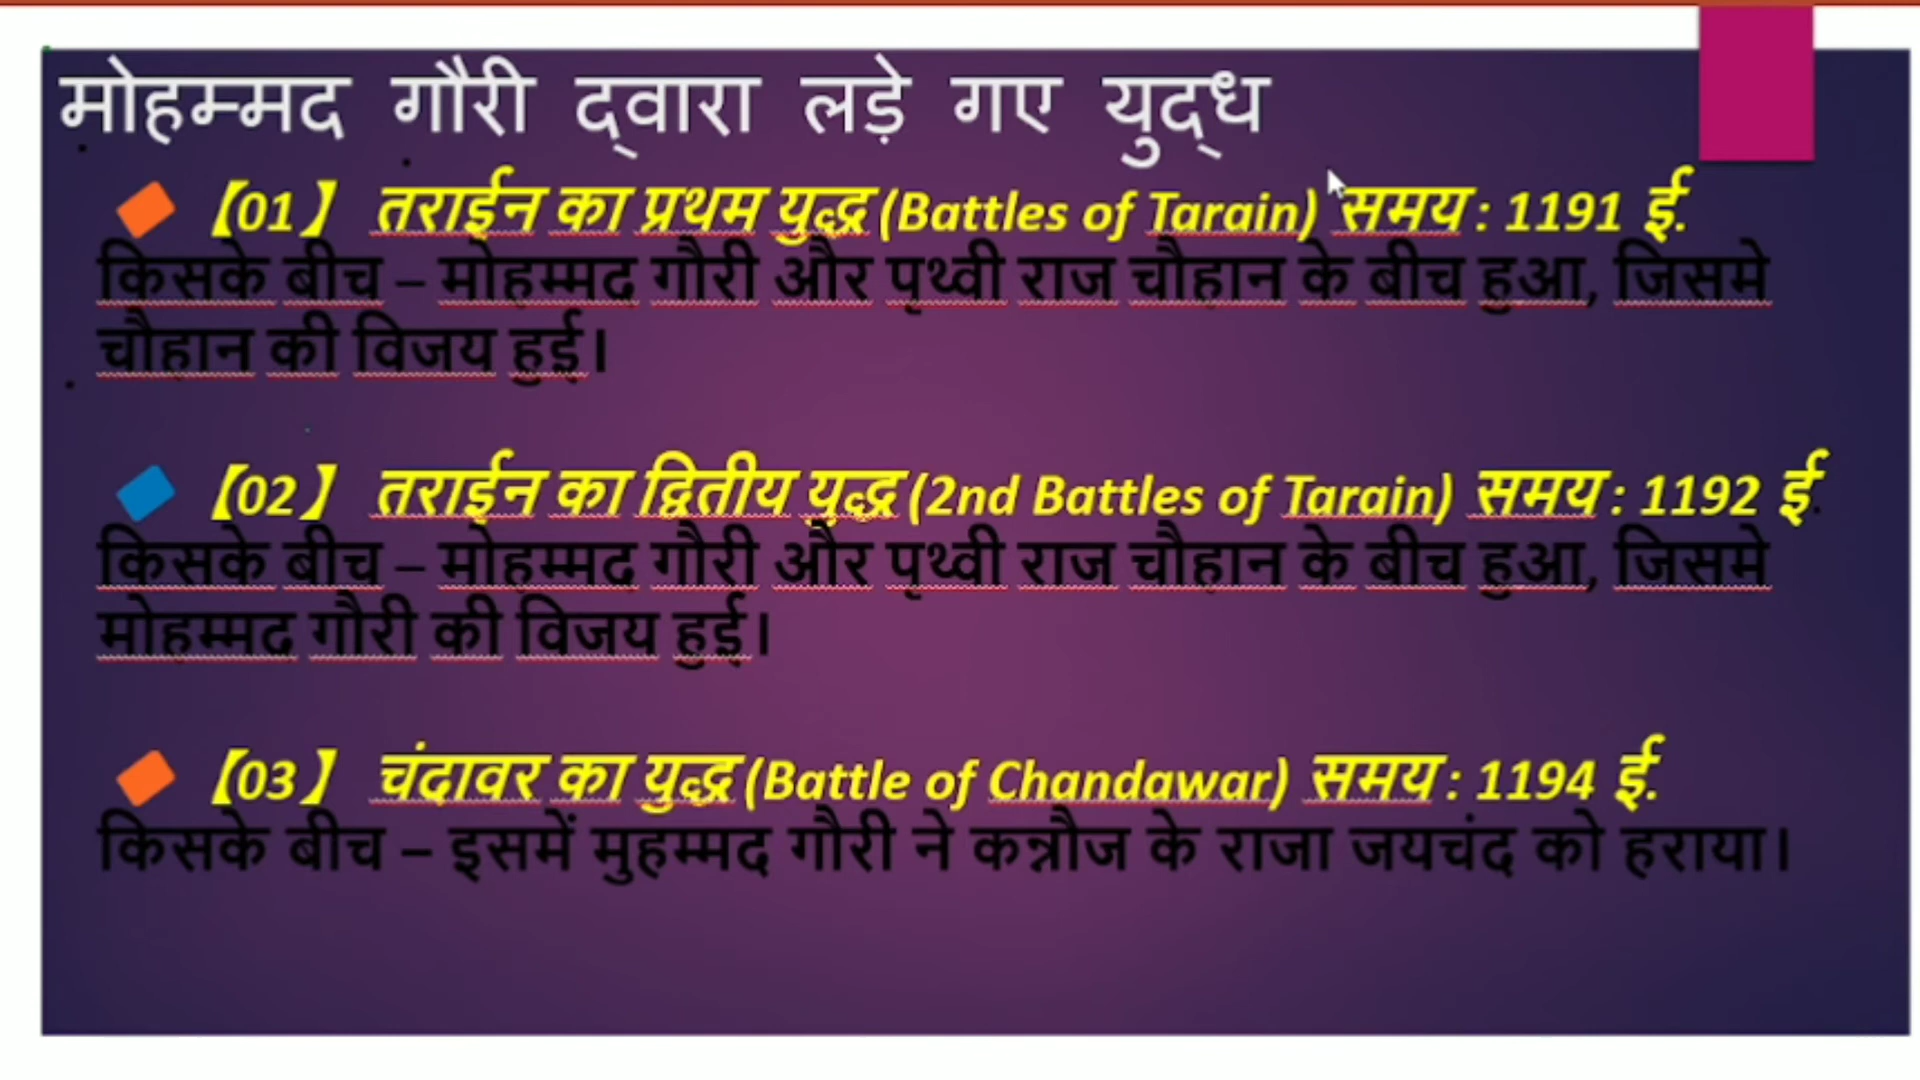 मोहम्मद गौरी द्वारा लड़े गए युद्ध
【01】 तराईन का प्रथम युद्ध (Battles of Tarain) समय : 1191 ई.
किसके बीच – मोहम्मद गौरी और पृथ्वी राज चौहान के बीच हुआ, जिसमे
चौहान की विजय हुई।
【02】 तराईन का द्वितीय युद्ध (2nd Battles of Tarain) समय : 1192 ई.
किसके बीच – मोहम्मद गौरी और पृथ्वी राज चौहान के बीच हुआ, जिसमे
मोहम्मद गौरी की विजय हुई।
【03】 चंदावर का युद्ध (Battle of Chandawar) समय : 1194 ई.
किसके बीच – इसमें मुहम्मद गौरी ने कन्नौज के राजा जयचंद को हराया।